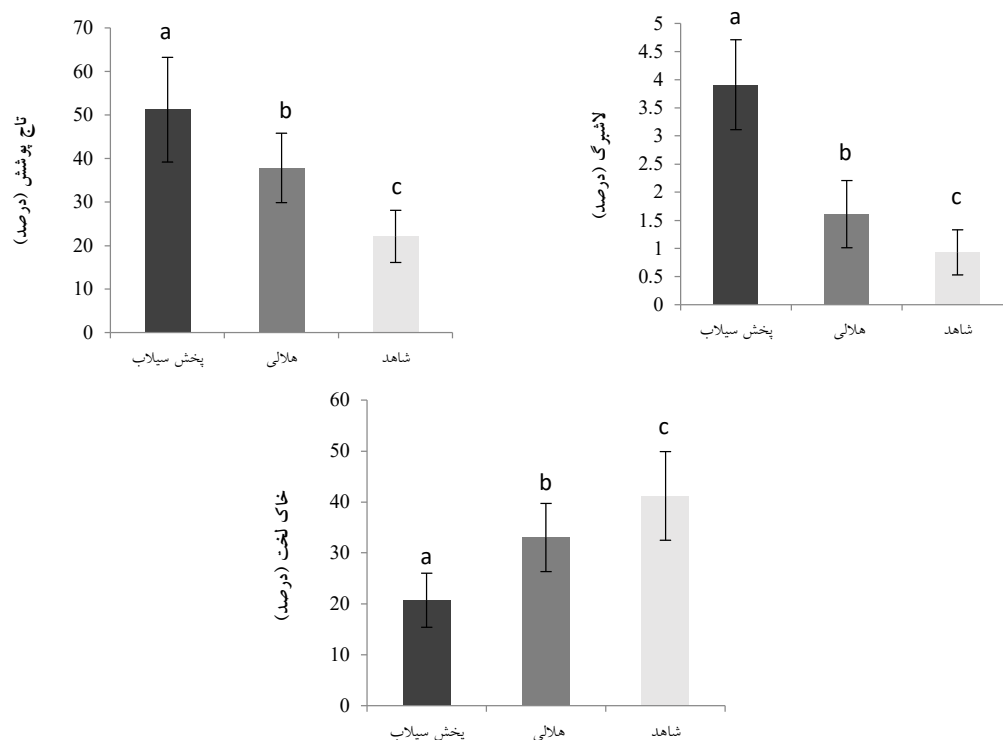 تاج پوشش (درصد)
70
60
50
40
30
20
10
0
a
b
c
پخش سیلاب
هلالی
شاهد
لاشبرگ (درصد)
5
4.5
4
3.5
3
2.5
2
1.5
1
0.5
0
a
b
c
پخش سیلاب
هلالی
شاهد
خاک لخت (درصد)
60
50
40
30
20
10
0
a
b
c
پخش سیلاب
هلالی
شاهد